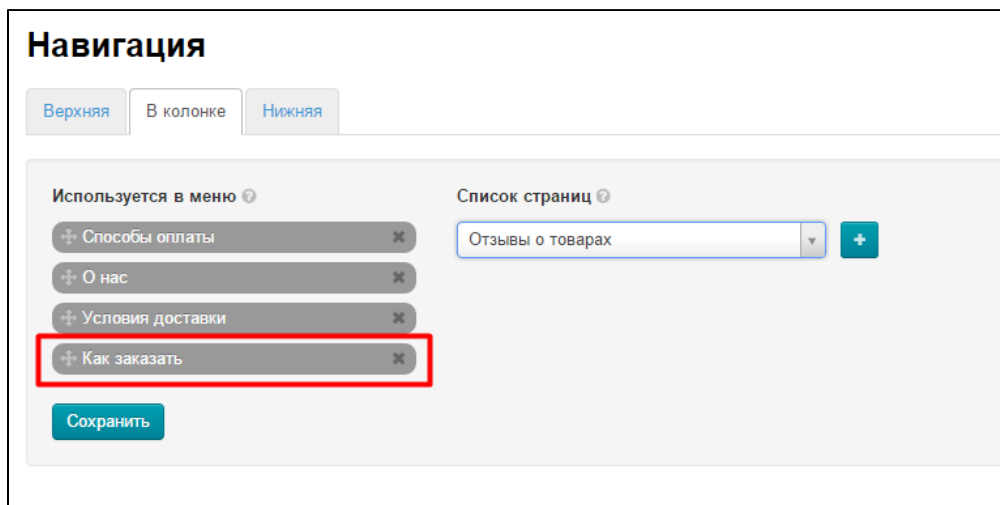 Навигация
Верхняя В колонке Нижняя
Используется в меню Список страниц
Способы оплаты Отзывы о товарах +
О нас
Условия доставки
Как заказать
Сохранить